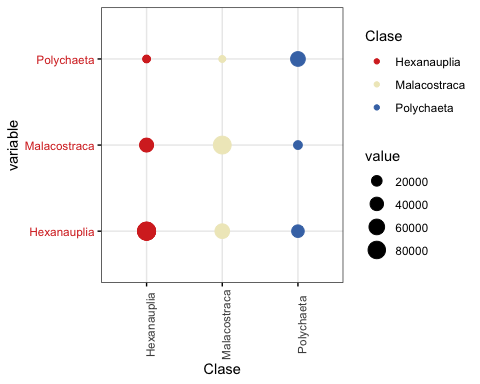 Polychaeta
Malacostraca
Hexanauplia
variable
Hexanauplia
Malacostraca
Polychaeta
Clase
Clase
Hexanauplia
Malacostraca
Polychaeta
value
20000
40000
60000
80000